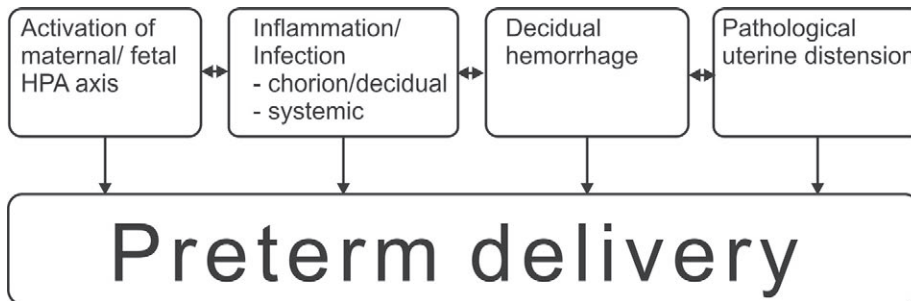 Activation of
maternal/ fetal
HPA axis
Inflammation/
Infection
- chorion/decidual
- systemic
Decidual
hemorrhage
Pathological
uterine distension
Preterm delivery